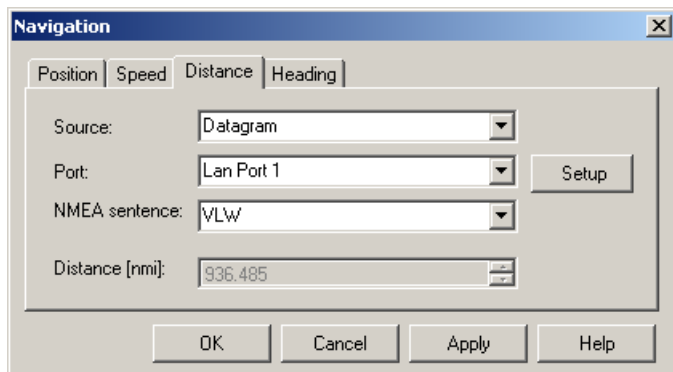 Navigation
Position Speed Distance Heading
Source: Datagram
Port: Lan Port 1 Setup
NMEA sentence: VLW
Distance [nmi]: 936.485
OK Cancel Apply Help